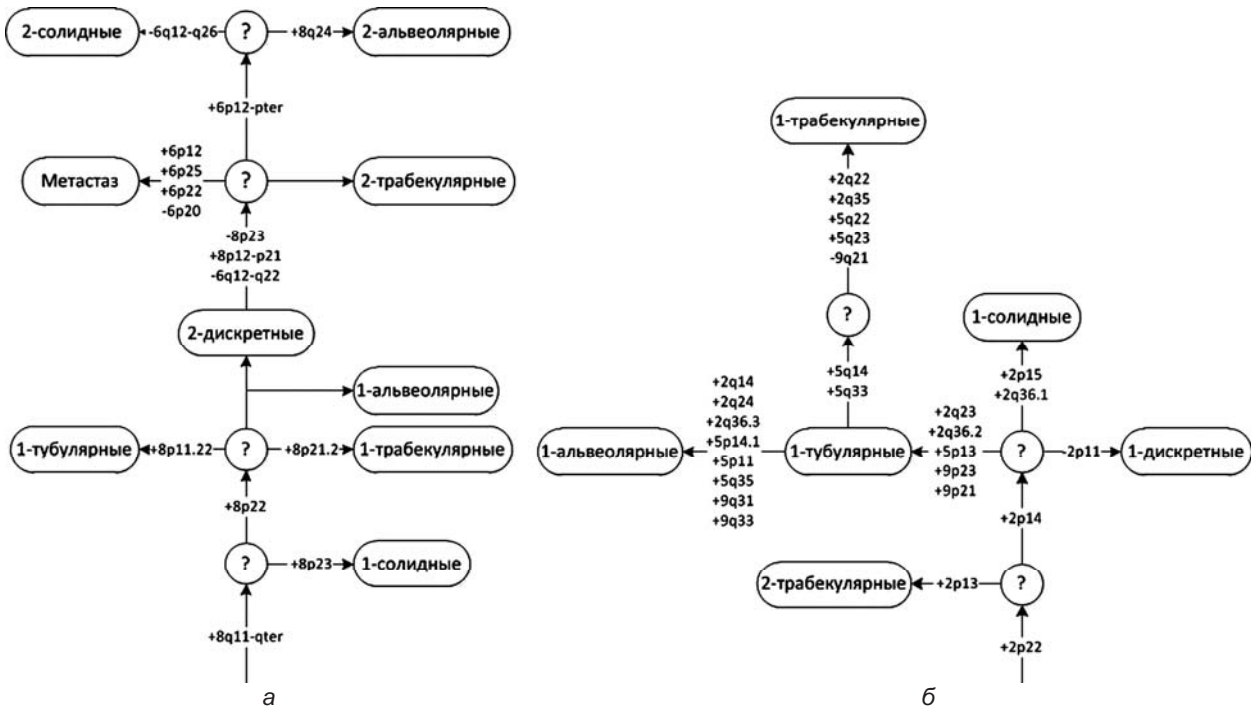 2-солидные
-6q12-q26
?
+8q24
2-альвеолярные
+6p12-pter
Метастаз
+6p12
+6p25
+6p22
-6p20
?
2-трабекулярные
-8p23
+8p12-p21
-6q12-q22
2-дискретные
1-альвеолярные
1-тубулярные
+8p11.22
?
+8p21.2
1-трабекулярные
+8p22
?
+8p23
1-солидные
+8q11-qter
а
1-трабекулярные
+2q22
+2q35
+5q22
+5q23
-9q21
?
+5q14
+5q33
1-солидные
+2p15
+2q36.1
1-альвеолярные
+2q14
+2q24
+2q36.3
+5p14.1
+5p11
+5q35
+9q31
+9q33
1-тубулярные
+2q23
+2q36.2
+5p13
+9p23
+9p21
?
-2p11
1-дискретные
+2p14
2-трабекулярные
+2p13
?
+2p22
б